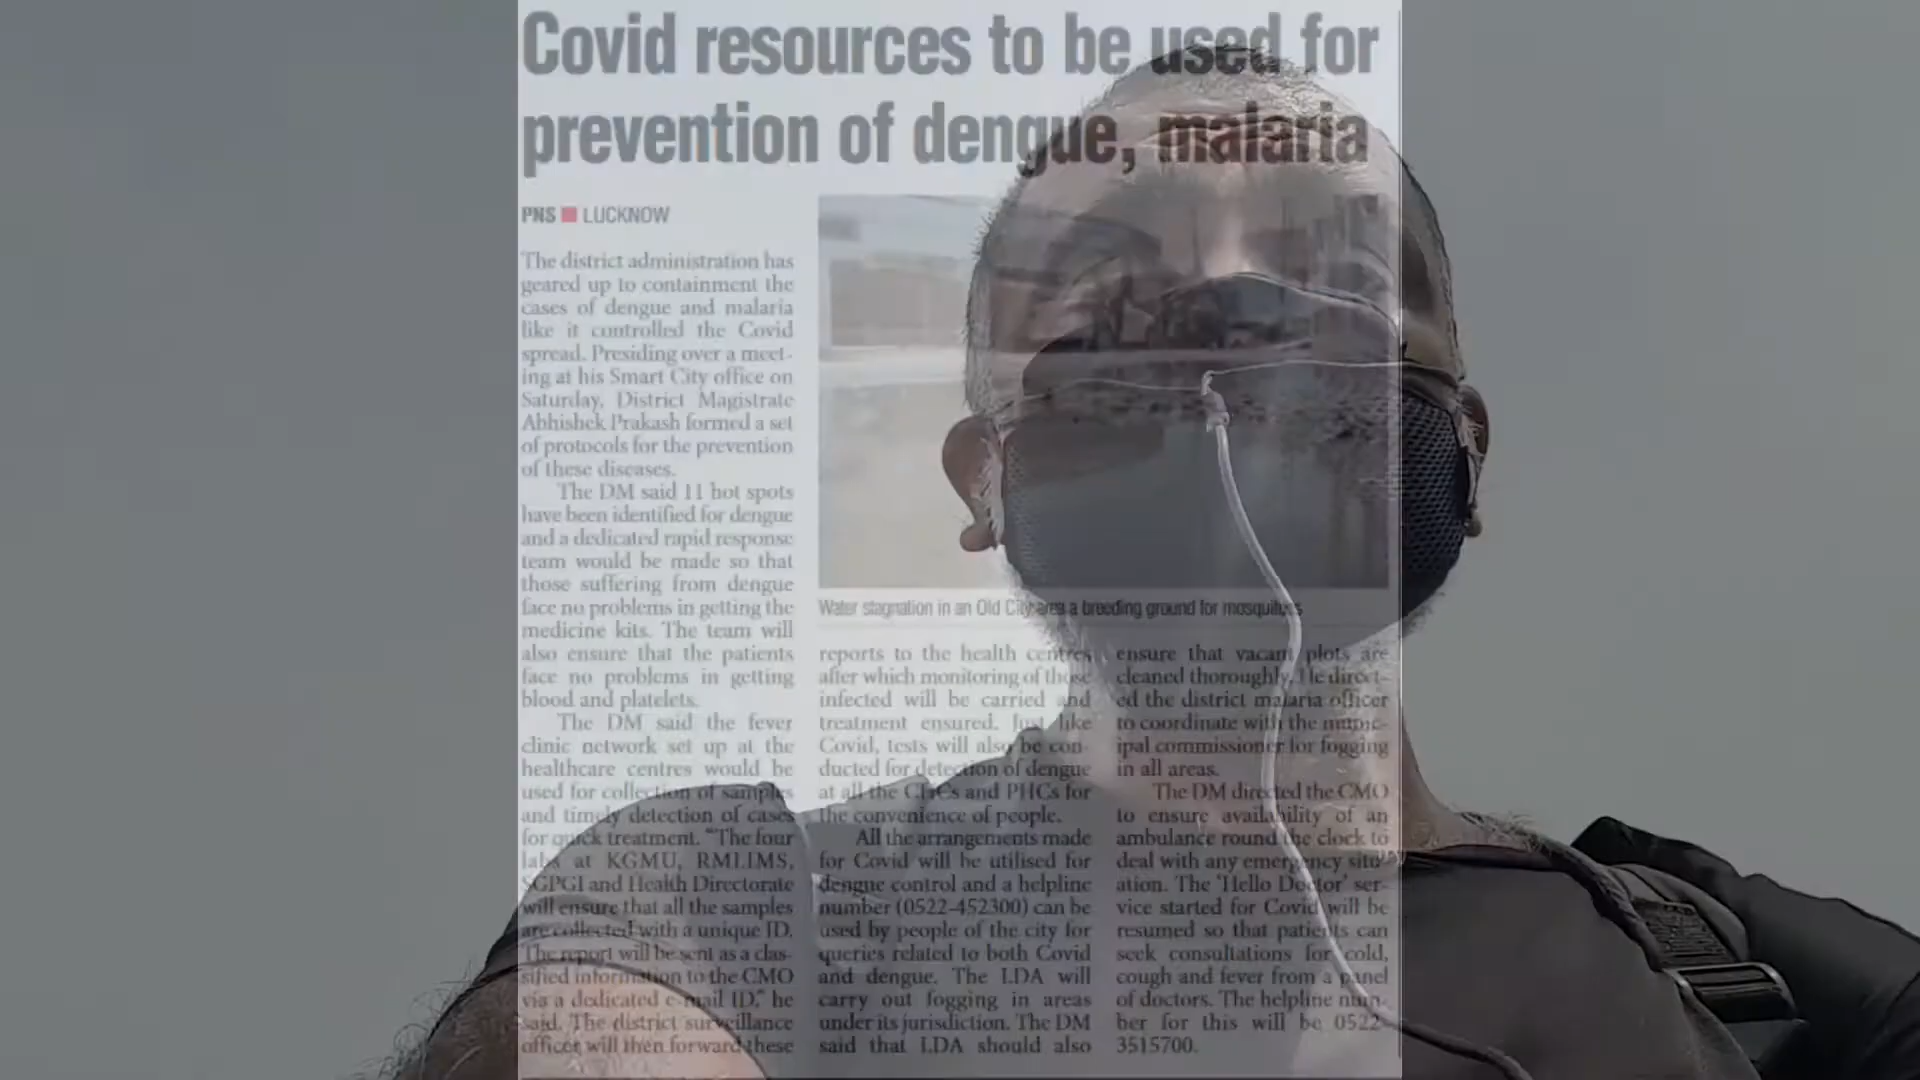 Covid resources to be used for
prevention of dengue, malaria
PNS LUCKNOW
The district administration has
geared up to containment the
cases of dengue and malaria
like it controlled the Covid
spread. Presiding over a meet-
ing at his Smart City office on
Saturday, District Magistrate
Abhishek Prakash formed a set
of protocols for the prevention
of these diseases.
The DM said 11 hot spots
have been identified for dengue
and a dedicated rapid response
team would be made so that
those suffering from dengue
face no problems in getting the
medicine kits. The team will
also ensure that the patients
face no problems in getting
blood and platelets.
The DM said the fever
clinic network set up at the
healthcare centres would be
used for collection of samples
and timely detection of cases
for quick treatment. “The four
labs at KGMU, RMLIMS,
SGPGI and Health Directorate
will ensure that all the samples
are collected with a unique ID.
The report will be sent as a clas-
sified information to the CMO
via a dedicated e-mail ID,” he
said. The district surveillance
officer will then forward these
Water stagnation in an Old City area a breeding ground for mosquitoes
reports to the health centres
after which monitoring of those
infected will be carried and
treatment ensured. Just like
Covid, tests will also be con-
ducted for detection of dengue
at all the CHCs and PHCs for
the convenience of people.
All the arrangements made
for Covid will be utilised for
dengue control and a helpline
number (0522-452300) can be
used by people of the city for
queries related to both Covid
and dengue. The LDA will
carry out fogging in areas
under its jurisdiction. The DM
said that LDA should also
ensure that vacant plots are
cleaned thoroughly. He direct-
ed the district malaria officer
to coordinate with the munic-
ipal commissioner for fogging
in all areas.
The DM directed the CMO
to ensure availability of an
ambulance round the clock to
deal with any emergency situ-
ation. The ‘Hello Doctor’ ser-
vice started for Covid will be
resumed so that patients can
seek consultations for cold,
cough and fever from a panel
of doctors. The helpline num-
ber for this will be 0522-
3515700.